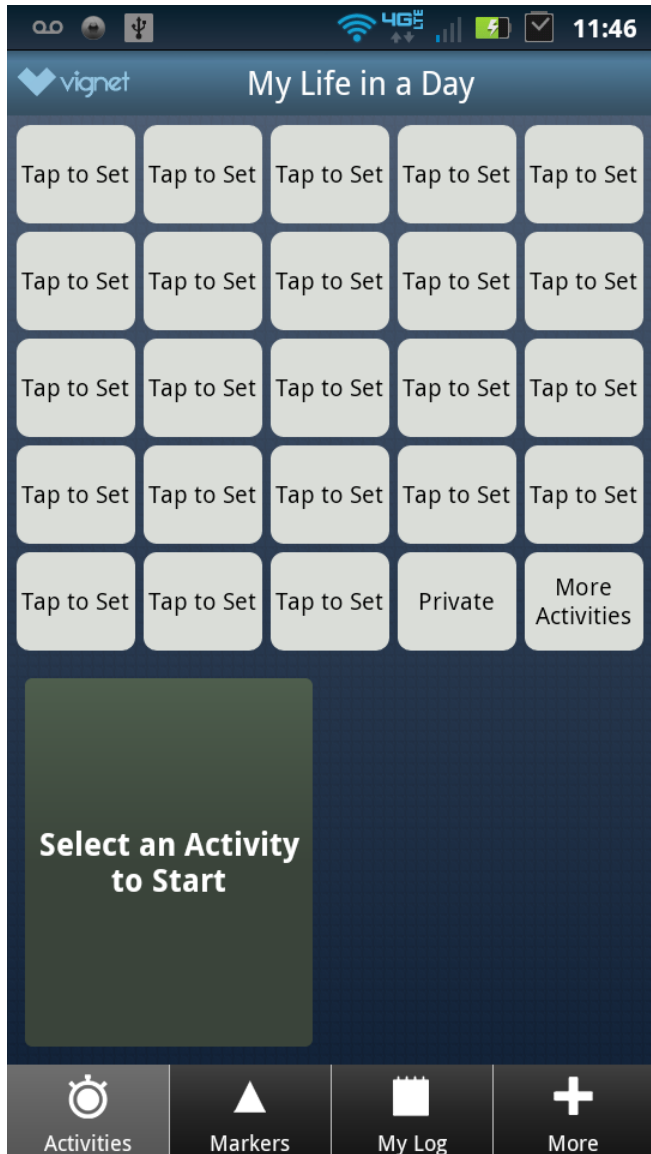 4G LTE 11:46
vignet My Life in a Day
Tap to Set Tap to Set Tap to Set Tap to Set Tap to Set
Tap to Set Tap to Set Tap to Set Tap to Set Tap to Set
Tap to Set Tap to Set Tap to Set Tap to Set Tap to Set
Tap to Set Tap to Set Tap to Set Tap to Set Tap to Set
Tap to Set Tap to Set Tap to Set Private More
Activities
Select an Activity
to Start
Activities Markers My Log More